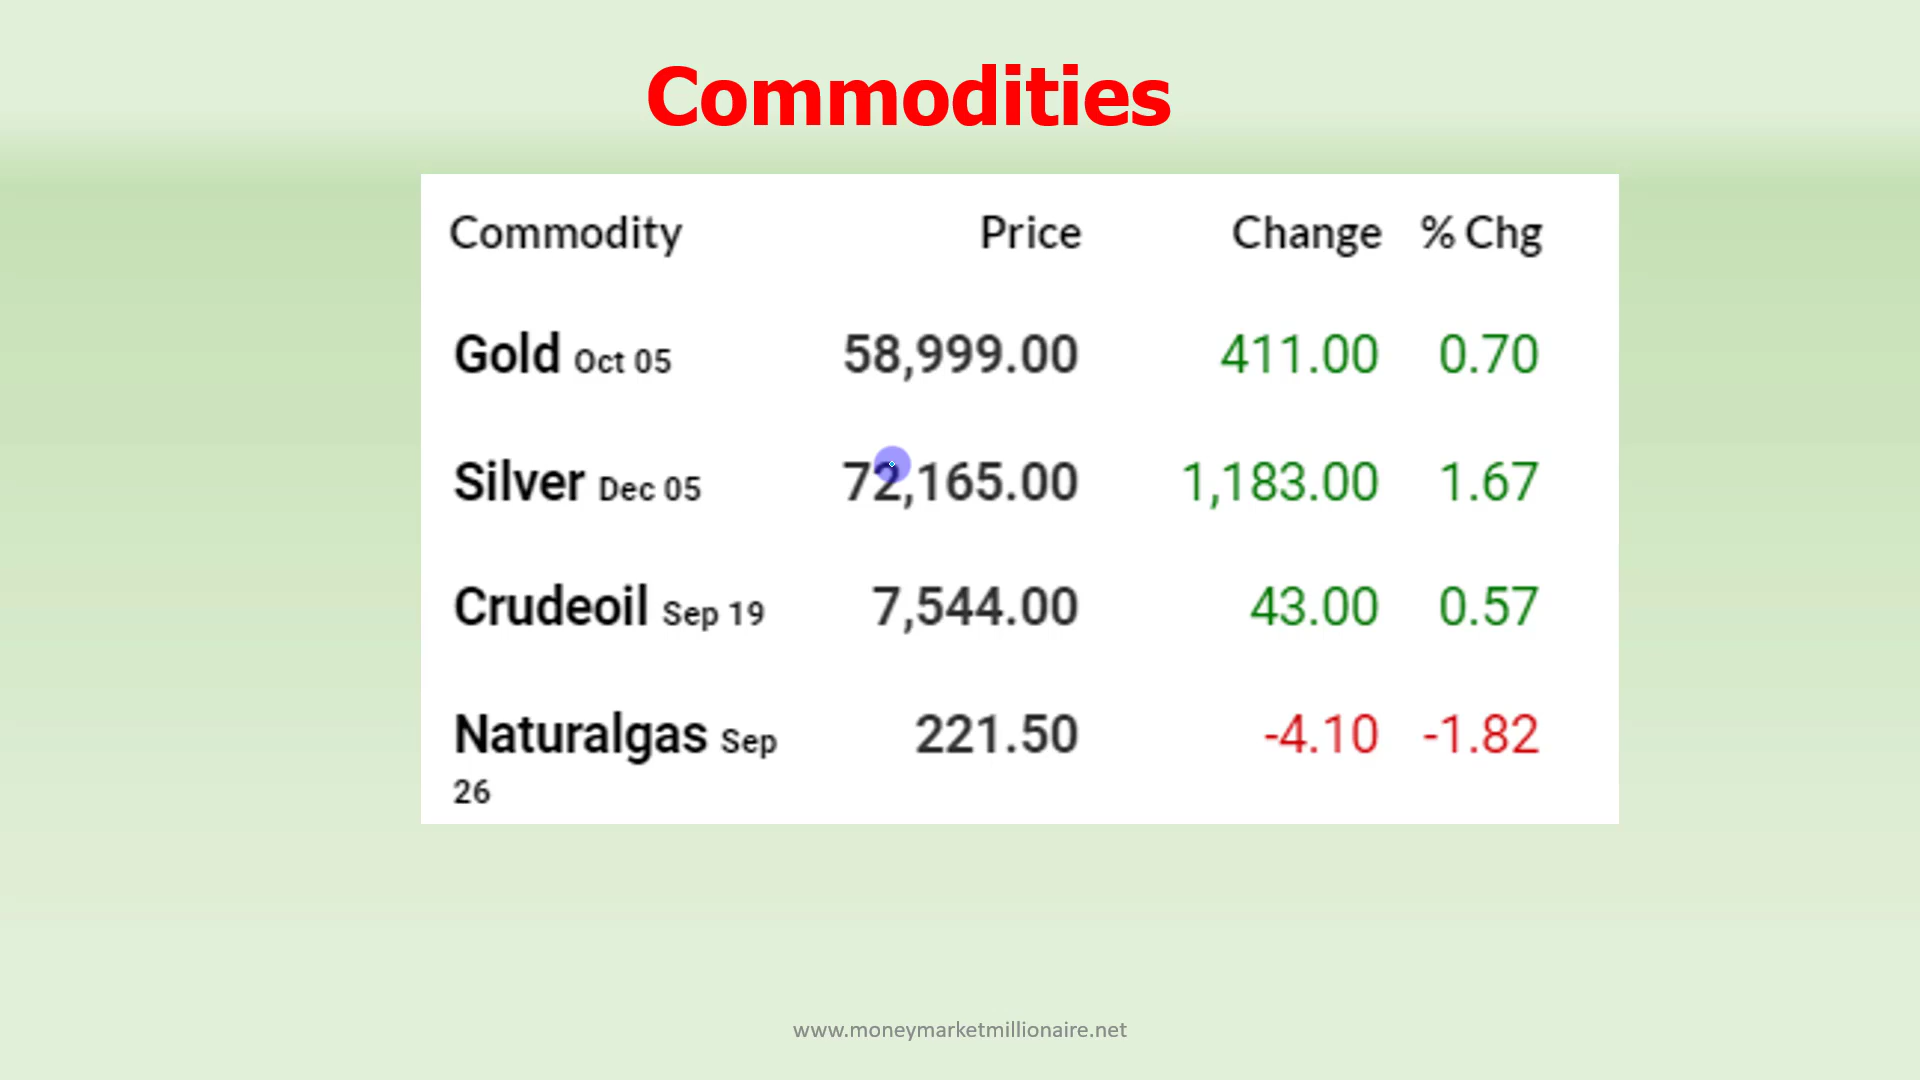 Commodities
Commodity Price Change % Chg
Gold Oct 05 58,999.00 411.00 0.70
Silver Dec 05 72,165.00 1,183.00 1.67
Crudeoil Sep 19 7,544.00 43.00 0.57
Naturalgas Sep 221.50 -4.10 -1.82
26
www.moneymarketmillionaire.net